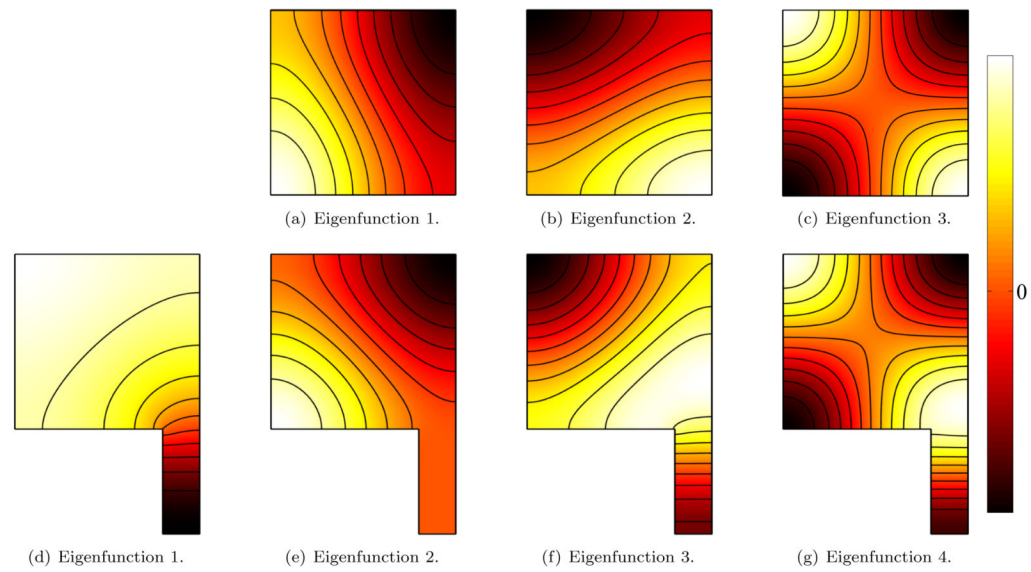 (a) Eigenfunction 1.
(b) Eigenfunction 2.
(c) Eigenfunction 3.
0
(d) Eigenfunction 1.
(e) Eigenfunction 2.
(f) Eigenfunction 3.
(g) Eigenfunction 4.